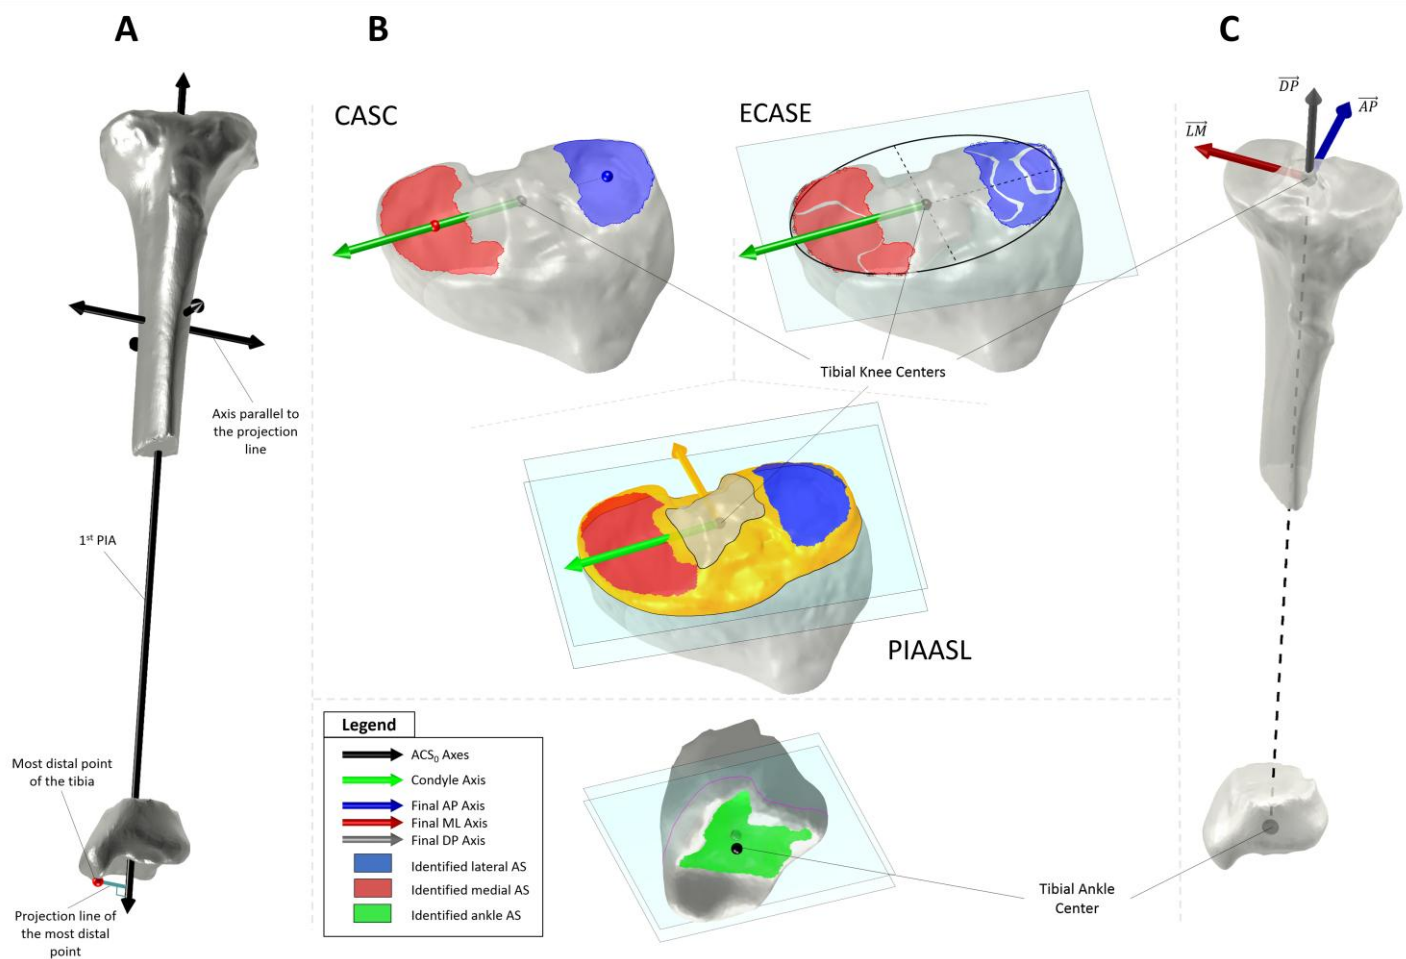 A
B
C
CASC
ECASE
DP
AP
LM
Tibial Knee Centers
Axis parallel to
the projection
line
1st PIA
PIAASL
Most distal point
of the tibia
Projection line of
the most distal
point
Legend
ACS0 Axes
Condyle Axis
Final AP Axis
Final ML Axis
Final DP Axis
Identified lateral AS
Identified medial AS
Identified ankle AS
Tibial Ankle
Center